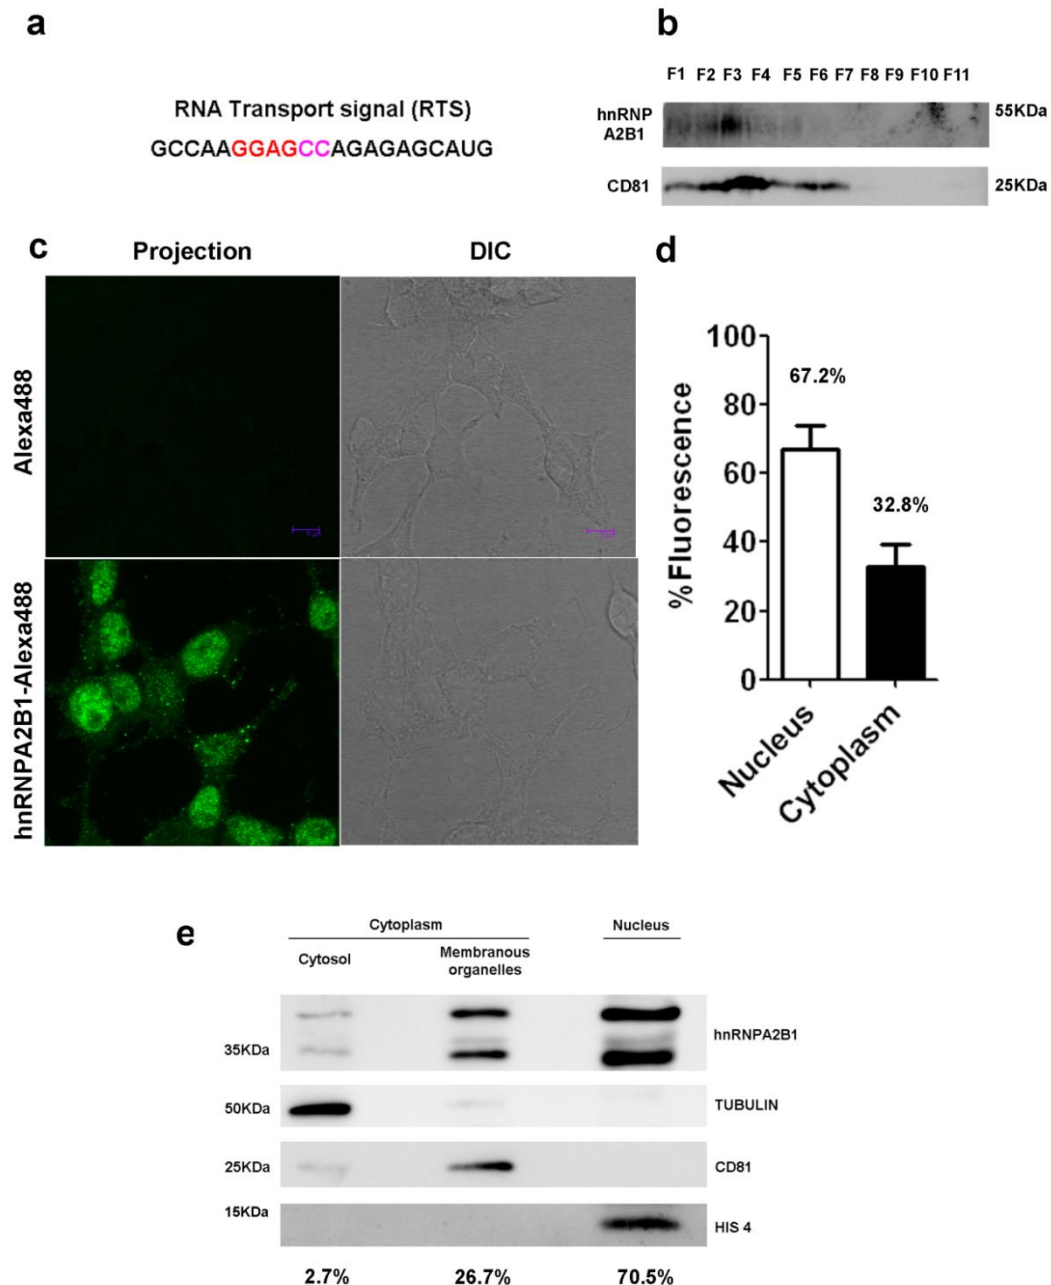 a
RNA Transport signal (RTS)
GCCAAGGAGCCAGAGAGCAUG
b
F1 F2 F3 F4 F5 F6 F7 F8 F9 F10 F11
hnRNP
A2B1
55KDa
CD81
25KDa
c
Projection
DIC
Alexa488
hnRNPA2B1-Alexa488
d
%Fluorescence
100
80
60
40
20
0
67.2%
32.8%
Nucleus
Cytoplasm
e
Cytoplasm
Nucleus
Cytosol
Membranous
organelles
35KDa
hnRNPA2B1
50KDa
TUBULIN
25KDa
CD81
15KDa
HIS 4
2.7% 26.7% 70.5%